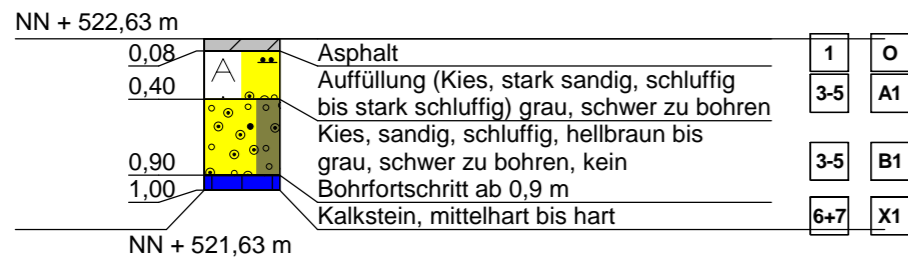 NN + 522,63 m
0,08 Asphalt 1 O
A
0,40 Auffüllung (Kies, stark sandig, schluffig
bis stark schluffig) grau, schwer zu bohren 3-5 A1
Kies, sandig, schluffig, hellbraun bis
0,90 grau, schwer zu bohren, kein 3-5 B1
1,00 Bohrfortschritt ab 0,9 m
Kalkstein, mittelhart bis hart 6+7 X1
NN + 521,63 m